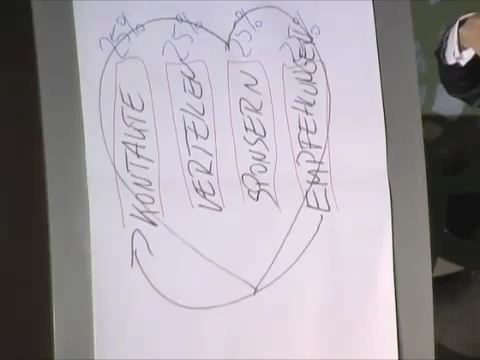 KONTAKTE 25%
VERTEILEN 25%
SPONSERN 25%
EMPFEHLUNGEN 25%